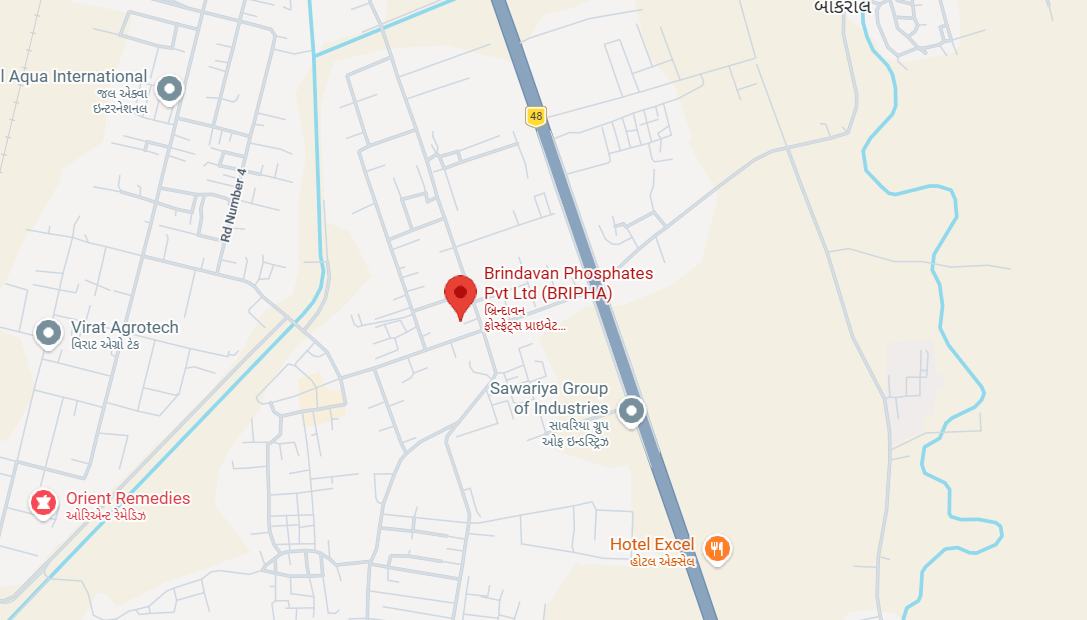 બાકરોલ
l Aqua International
જલ એક્વા
ઇન્ટરનેશનલ
48
Rd Number 4
Brindavan Phosphates
Pvt Ltd (BRIPHA)
બ્રિન્દાવન
ફોસ્ફેટ્સ પ્રાઇવેટ...
Virat Agrotech
વિરાટ એગ્રો ટેક
Sawariya Group
of Industries
સાવરિયા ગ્રુપ
ઓફ ઇન્ડસ્ટ્રિઝ
Orient Remedies
ઓરિએન્ટ રેમેડિઝ
Hotel Excel
હોટલ એક્સેલ